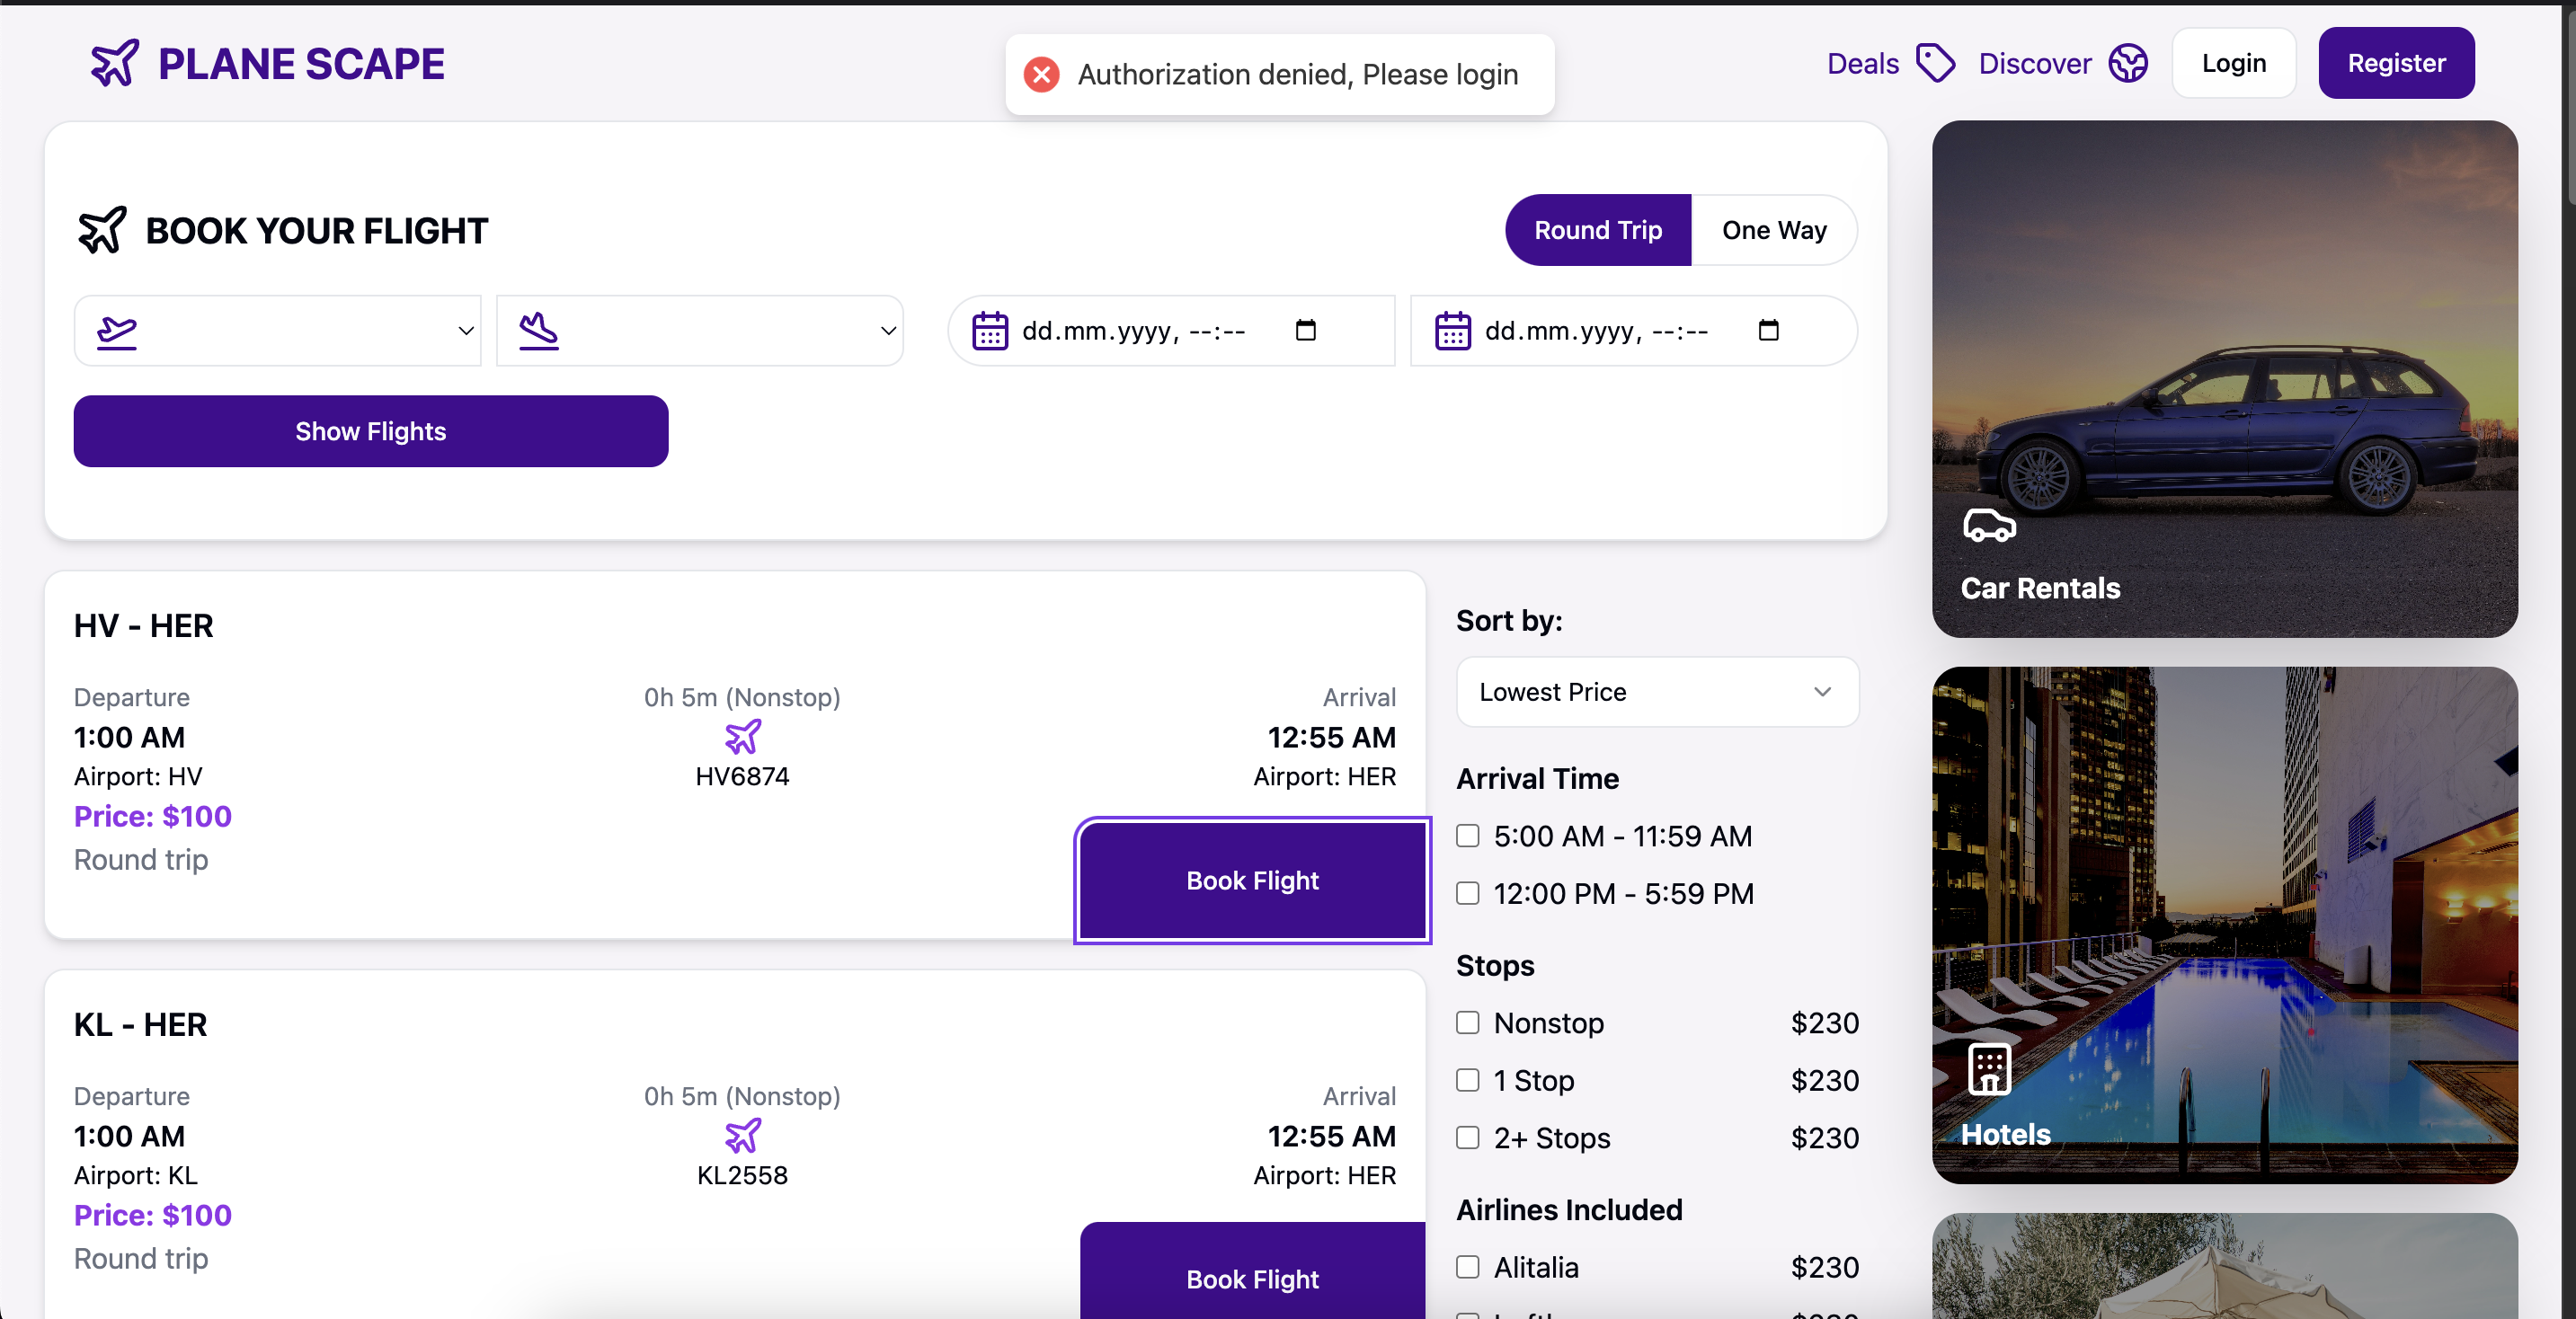 PLANE SCAPE
Authorization denied, Please login
Deals
Discover
Login
Register
BOOK YOUR FLIGHT
Round Trip
One Way
dd.mm.yyyy, --:--
dd.mm.yyyy, --:--
Show Flights
HV - HER
Departure
0h 5m (Nonstop)
Arrival
1:00 AM
12:55 AM
Airport: HV
HV6874
Airport: HER
Price: $100
Round trip
Book Flight
KL - HER
Departure
0h 5m (Nonstop)
Arrival
1:00 AM
12:55 AM
Airport: KL
KL2558
Airport: HER
Price: $100
Round trip
Book Flight
Sort by:
Lowest Price
Arrival Time
5:00 AM - 11:59 AM
12:00 PM - 5:59 PM
Stops
Nonstop $230
1 Stop $230
2+ Stops $230
Airlines Included
Alitalia $230
Car Rentals
Hotels